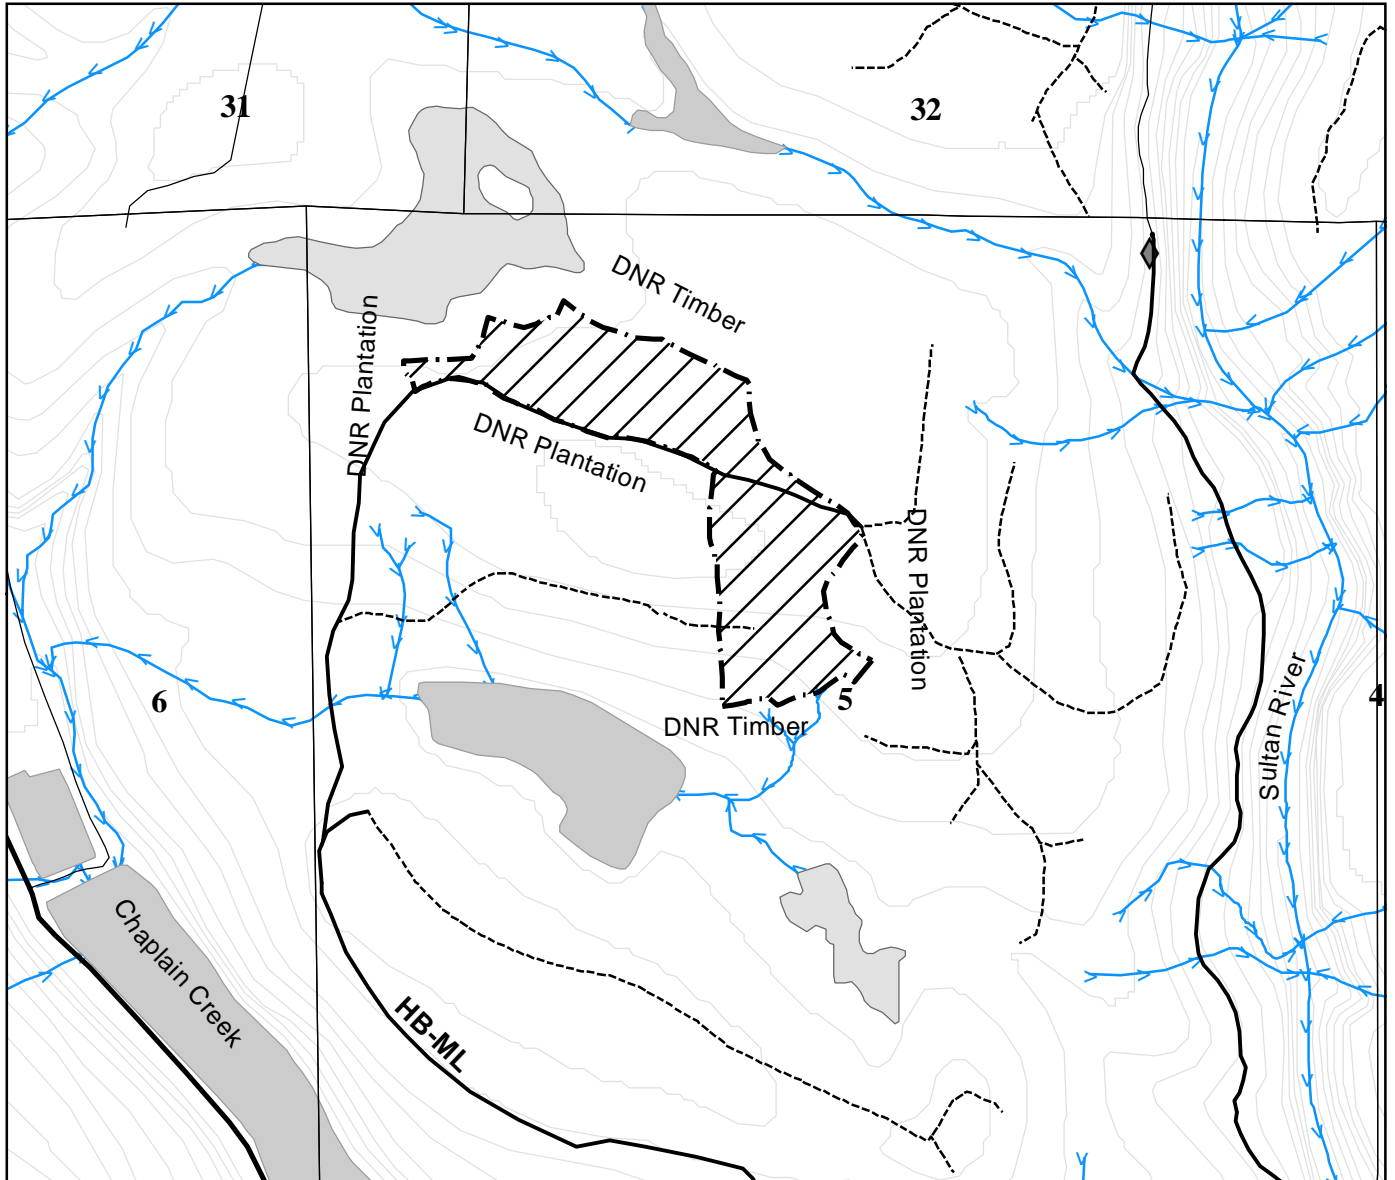 31
32
DNR Timber
DNR Plantation
DNR Plantation
DNR Plantation
Sultan River
6
5
4
DNR Timber
Chaplain Creek
HB-ML